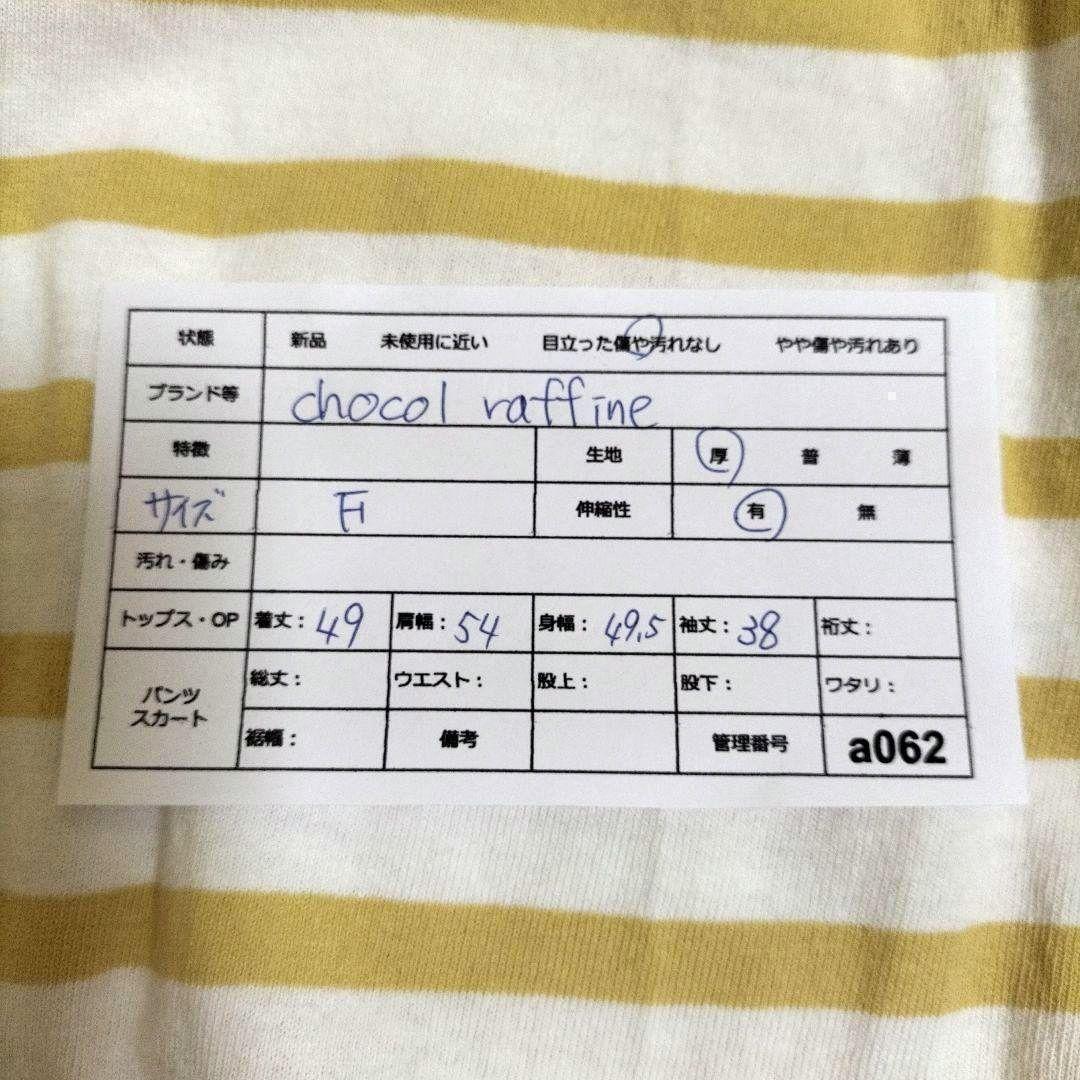 状態 新品 未使用に近い 目立った傷や汚れなし やや傷や汚れあり
ブランド等 chocol raffine
特徴 生地 厚 普 薄
サイズ F 伸縮性 有 無
汚れ・傷み
トップス・OP 着丈：49 肩幅：54 身幅：49.5 袖丈：38 裄丈：
パンツ スカート 総丈： ウエスト： 股上： 股下： ワタリ：
裾幅： 備考 管理番号 a062